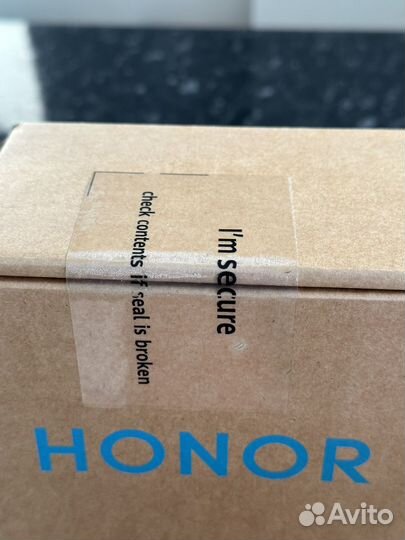 I'm secure
check contents if seal is broken
HONOR
Avito